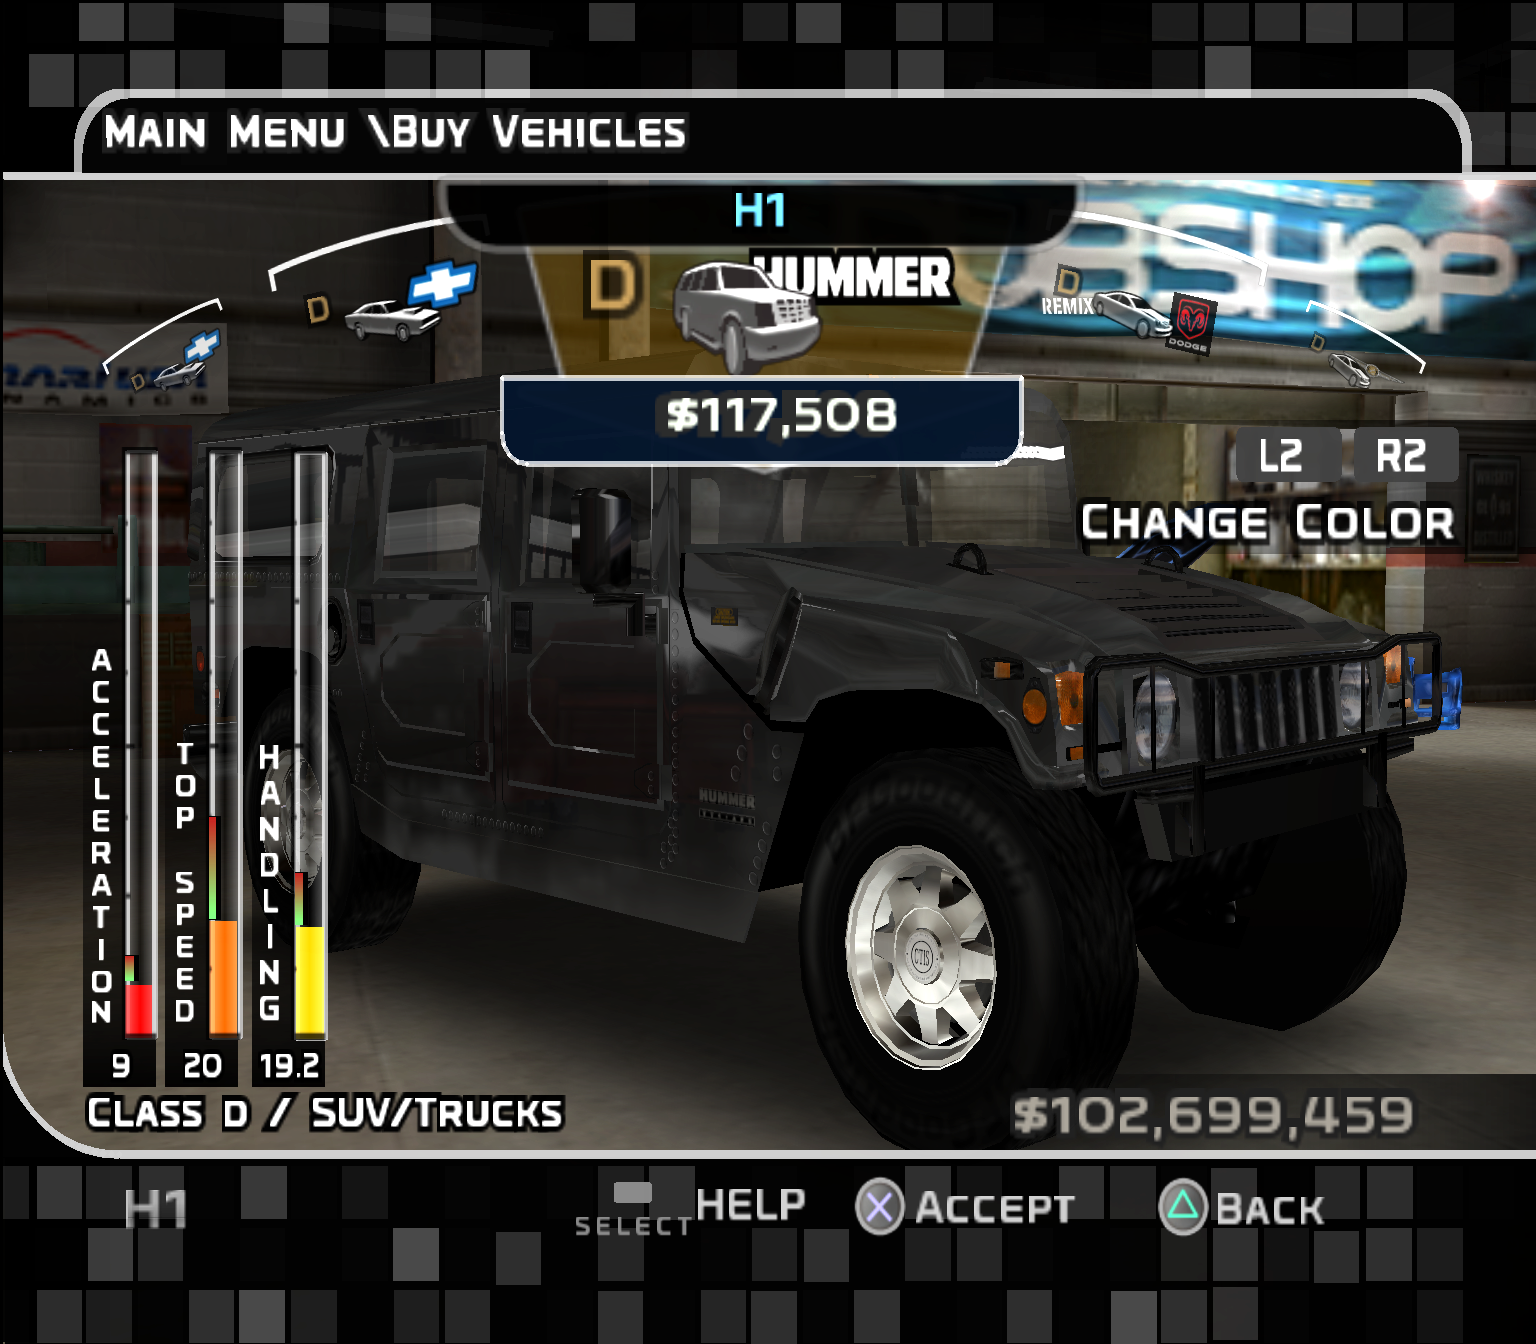 MAIN MENU \BUY VEHICLES
H1
D
HUMMER
D
D
REMIX
DODGE
D
D
$117,508
L2 R2
CHANGE COLOR
ACCELERATION
TOP SPEED
HANDLING
HUMMER
CTIS
9 20 19.2
CLASS D / SUV/TRUCKS
$102,699,459
H1
SELECT HELP
ACCEPT
BACK